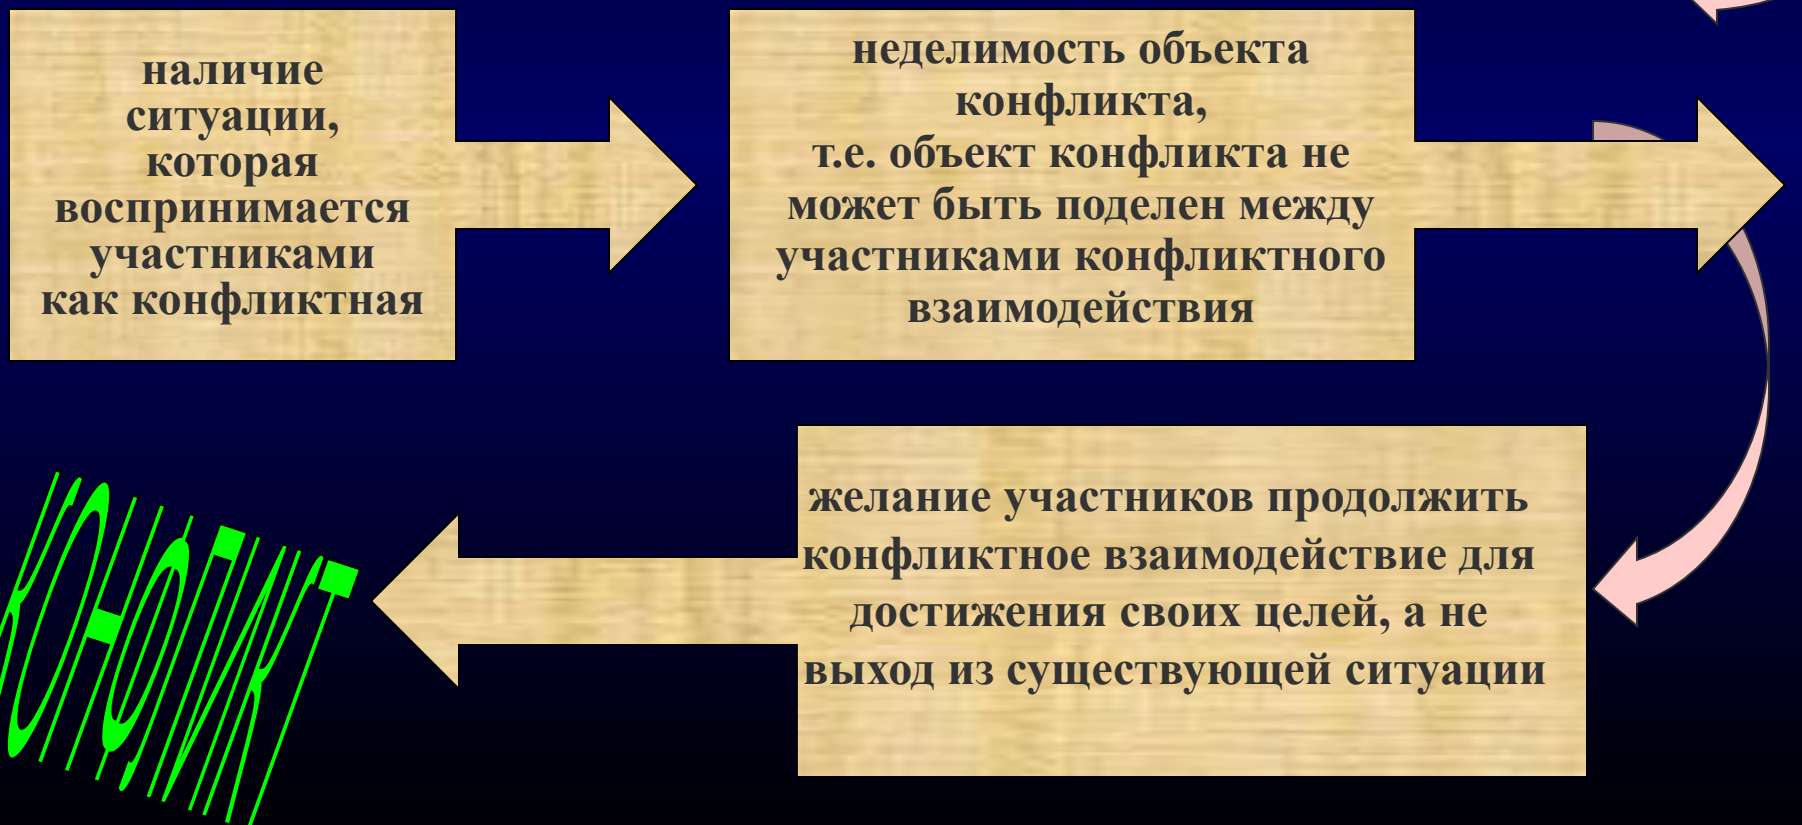 наличие
ситуации,
которая
воспринимается
участниками
как конфликтная
неделимость объекта
конфликта,
т.е. объект конфликта не
может быть поделен между
участниками конфликтного
взаимодействия
желание участников продолжить
конфликтное взаимодействие для
достижения своих целей, а не
выход из существующей ситуации